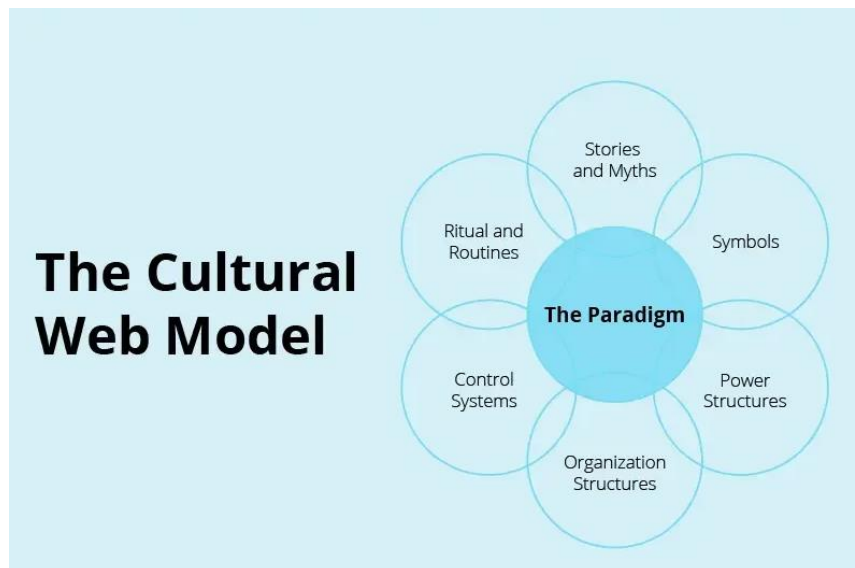 The Cultural
Web Model
Stories
and Myths
Symbols
Power
Structures
Organization
Structures
Control
Systems
Ritual and
Routines
The Paradigm